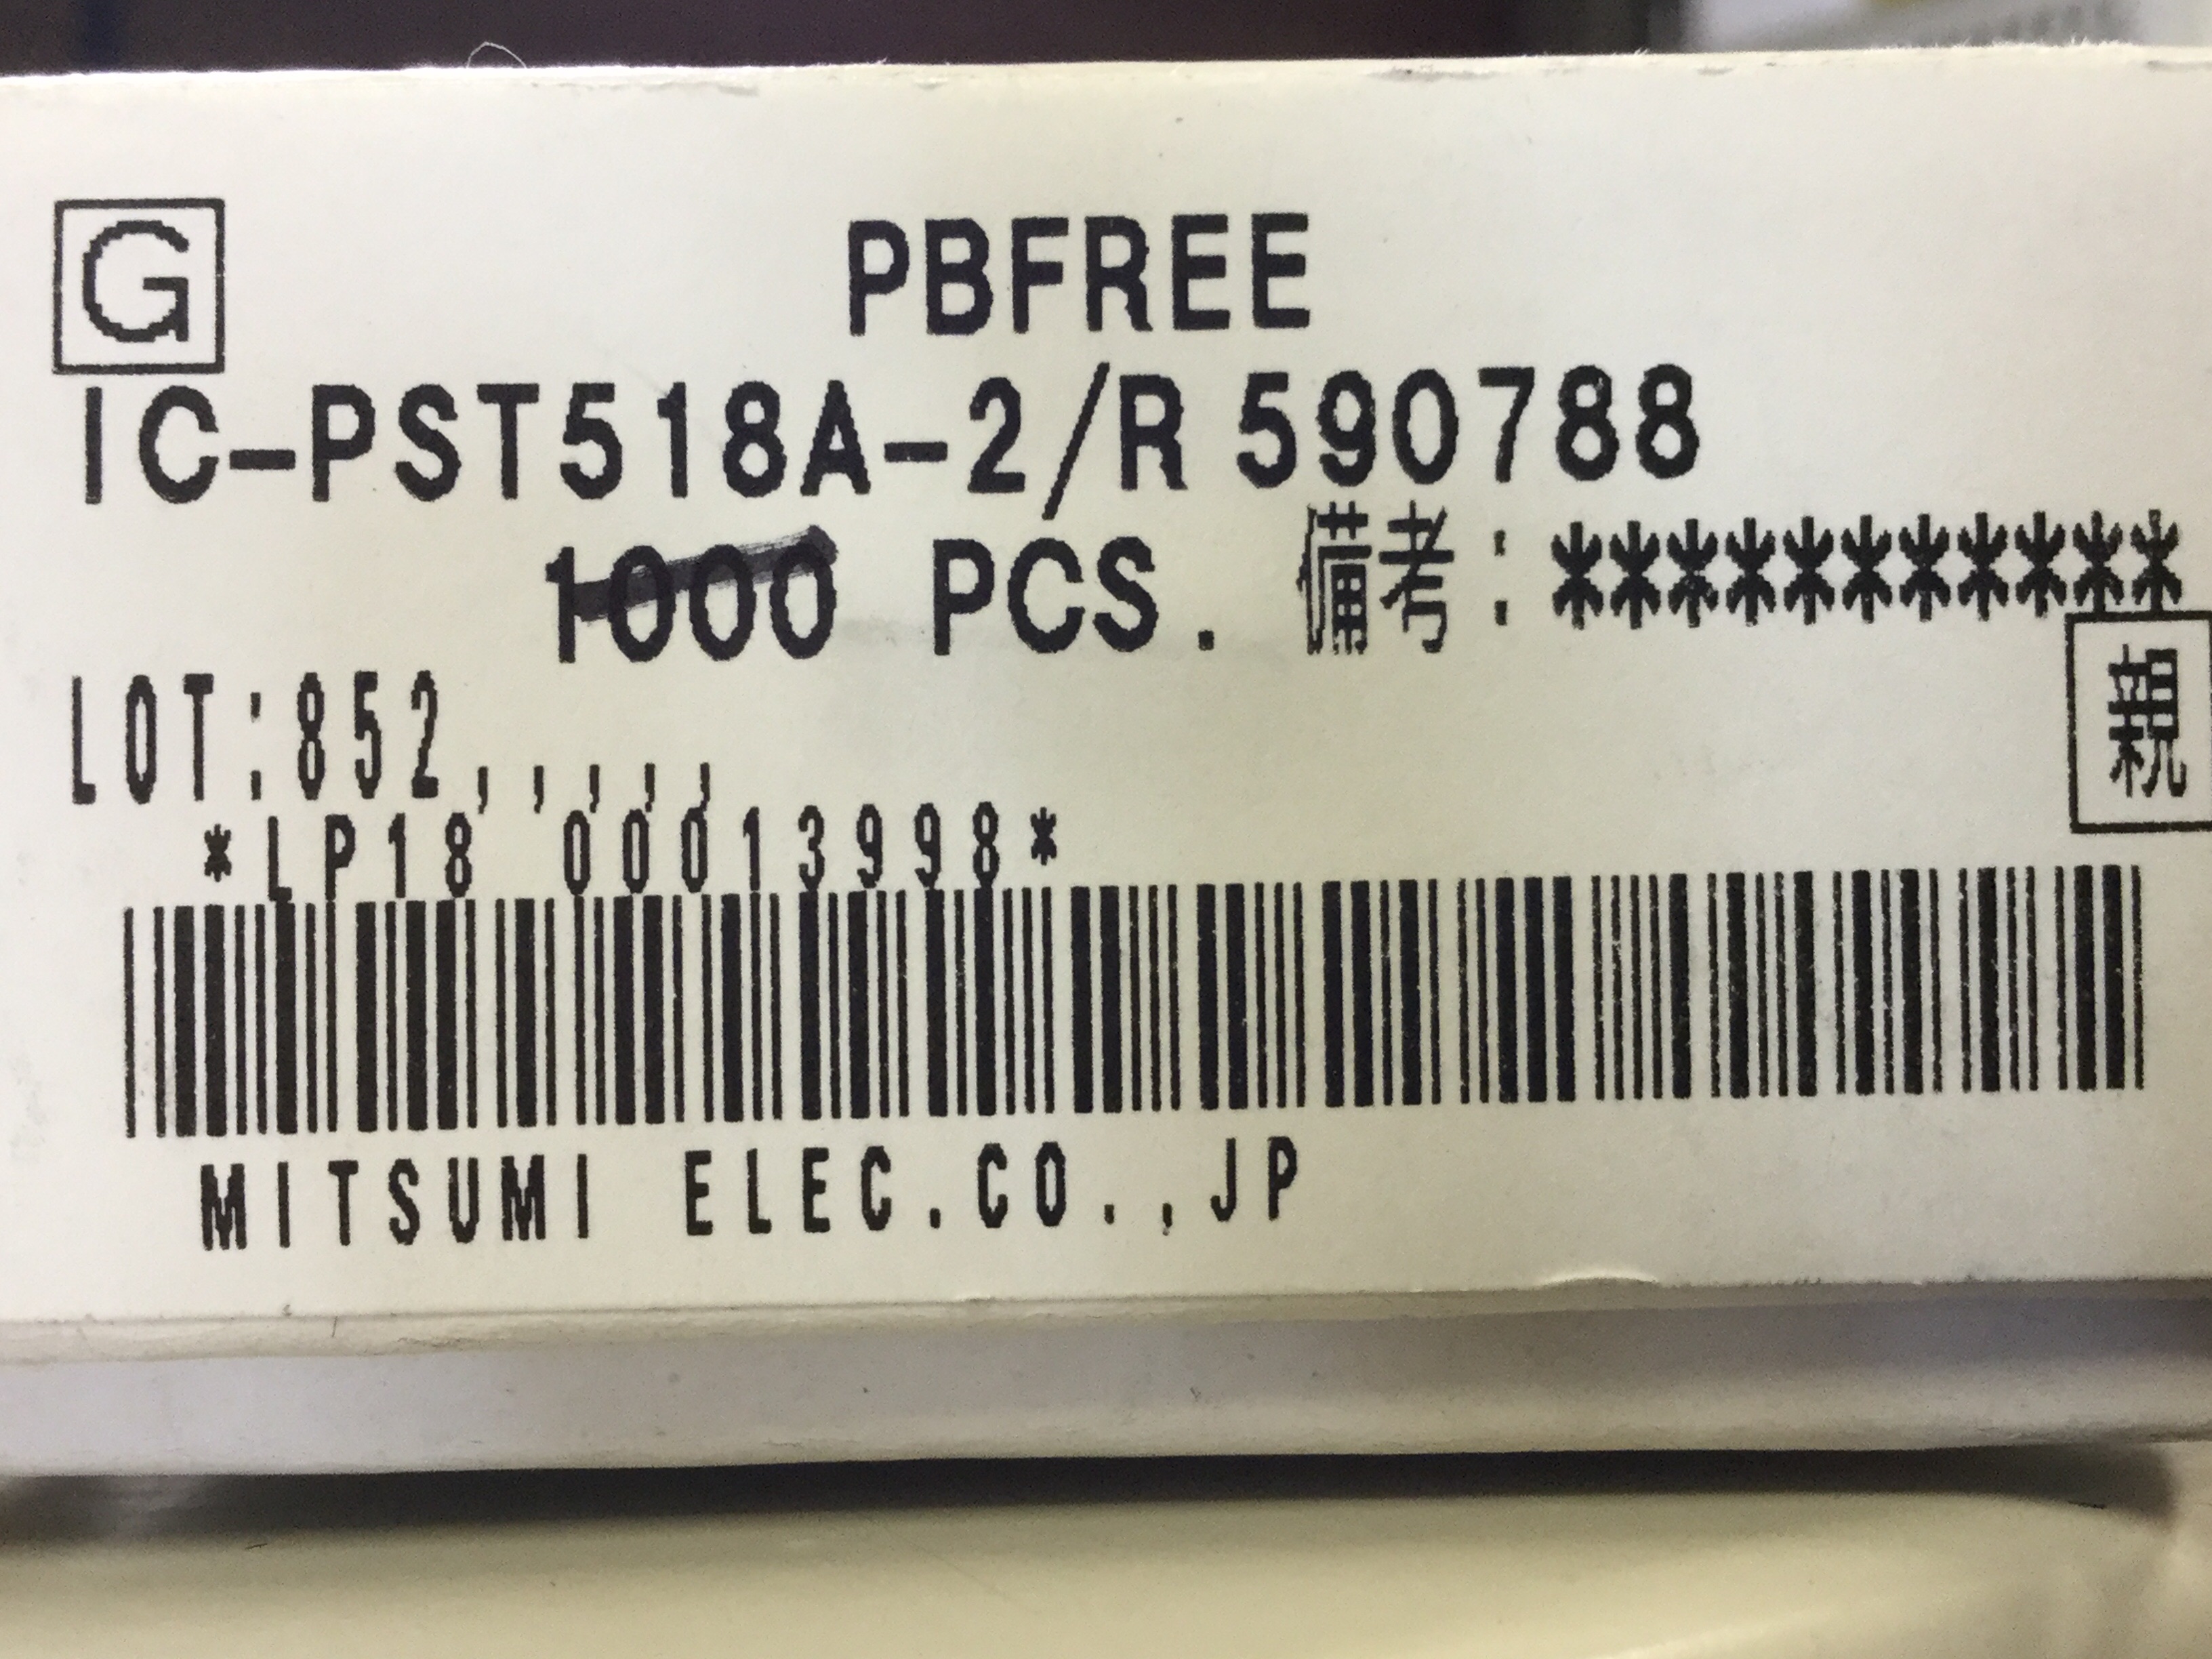 G
PBFREE
IC-PST518A-2/R 590788
1000 PCS. 備考:***********
親
LOT:852,,,,,
*LP18 00013998*
MITSUMI ELEC.CO.,JP